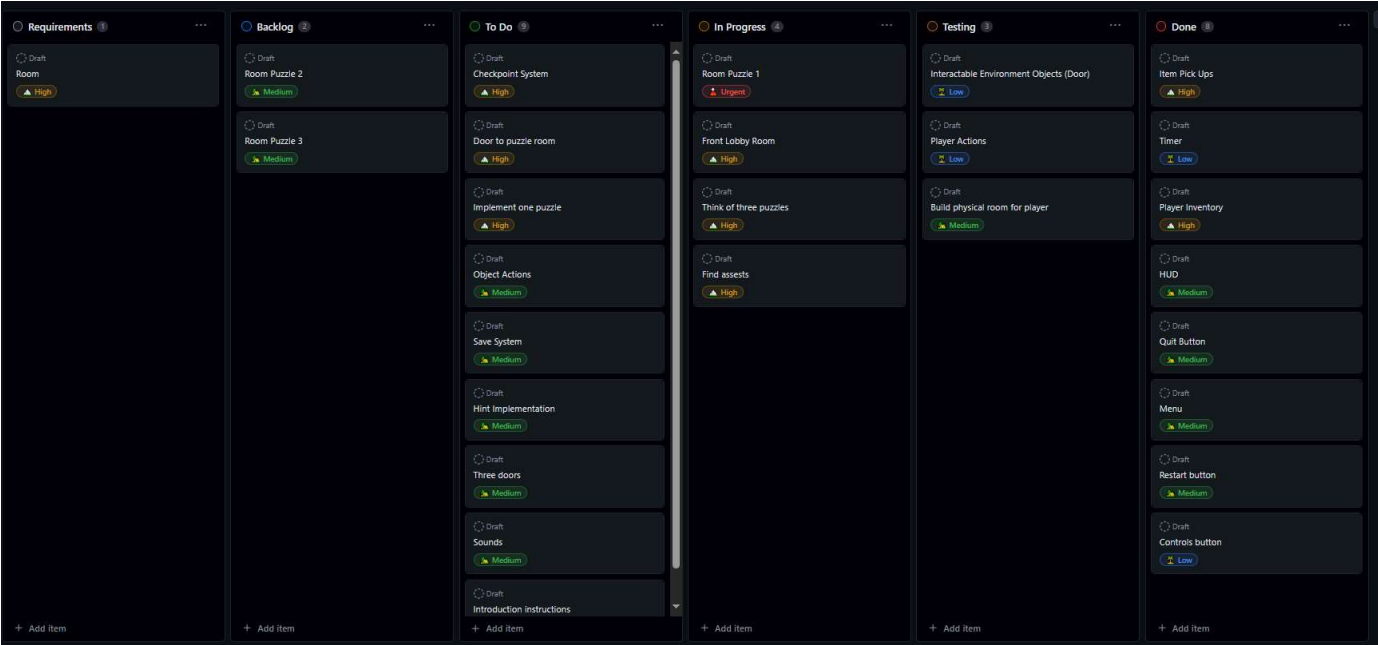 Requirements 1
Draft
Room
High
+ Add item
Backlog 2
Draft
Room Puzzle 2
Medium
Draft
Room Puzzle 3
Medium
+ Add item
To Do 9
Draft
Checkpoint System
High
Draft
Door to puzzle room
High
Draft
Implement one puzzle
High
Draft
Object Actions
Medium
Draft
Save System
Medium
Draft
Hint Implementation
Medium
Draft
Three doors
Medium
Draft
Sounds
Medium
Draft
Introduction instructions
+ Add item
In Progress 4
Draft
Room Puzzle 1
Urgent
Draft
Front Lobby Room
High
Draft
Think of three puzzles
High
Draft
Find assests
High
+ Add item
Testing 3
Draft
Interactable Environment Objects (Door)
Low
Draft
Player Actions
Low
Draft
Build physical room for player
Medium
+ Add item
Done 8
Draft
Item Pick Ups
High
Draft
Timer
Low
Draft
Player Inventory
High
Draft
HUD
Medium
Draft
Quit Button
Medium
Draft
Menu
Medium
Draft
Restart button
Medium
Draft
Controls button
Low
+ Add item